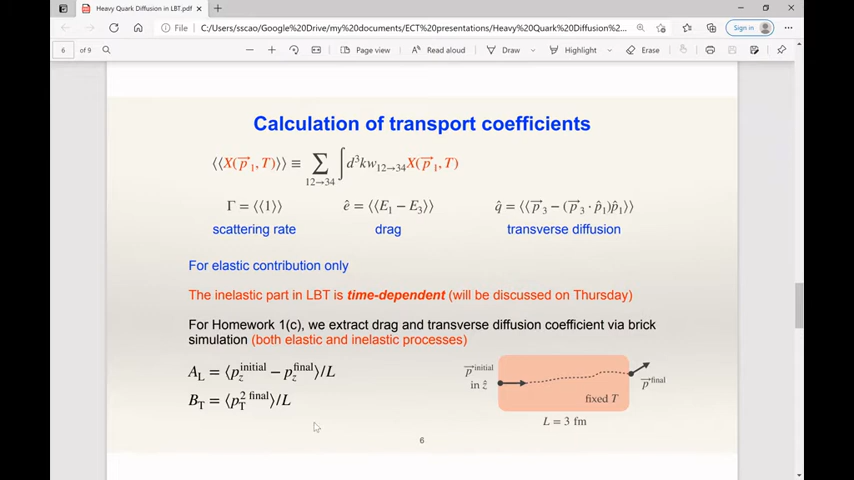 Heavy Quark Diffusion in LBT.pdf
File C:/Users/sscao/Google Drive/my documents/ECT presentations/Heavy%20Quark%20Diffusion%2...
Sign in
6 of 9
Page view
Read aloud
Draw
Highlight
Erase
Calculation of transport coefficients
⟨⟨X(p⃗₁, T)⟩⟩ ≡ ∑₁₂→₃₄ ∫ d³k w₁₂→₃₄ X(p⃗₁, T)
Γ = ⟨⟨1⟩⟩ ê = ⟨⟨E₁ − E₃⟩⟩ q̂ = ⟨⟨p⃗₃ − (p⃗₃ · p̂₁)p̂₁⟩⟩
scattering rate drag transverse diffusion
For elastic contribution only
The inelastic part in LBT is time-dependent (will be discussed on Thursday)
For Homework 1(c), we extract drag and transverse diffusion coefficient via brick
simulation (both elastic and inelastic processes)
A_L = ⟨p_z^initial − p_z^final⟩/L
B_T = ⟨p_T^2 final⟩/L
p⃗^initial
in ẑ
p⃗^final
fixed T
L = 3 fm
6